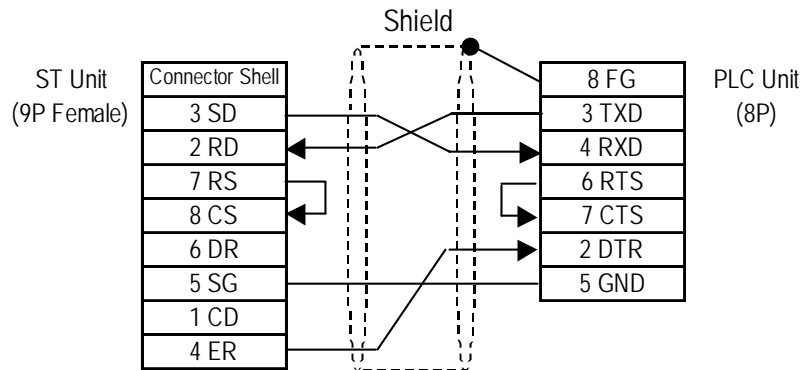 Shield
ST Unit
(9P Female)
Connector Shell
3 SD
2 RD
7 RS
8 CS
6 DR
5 SG
1 CD
4 ER
8 FG
3 TXD
4 RXD
6 RTS
7 CTS
2 DTR
5 GND
PLC Unit
(8P)